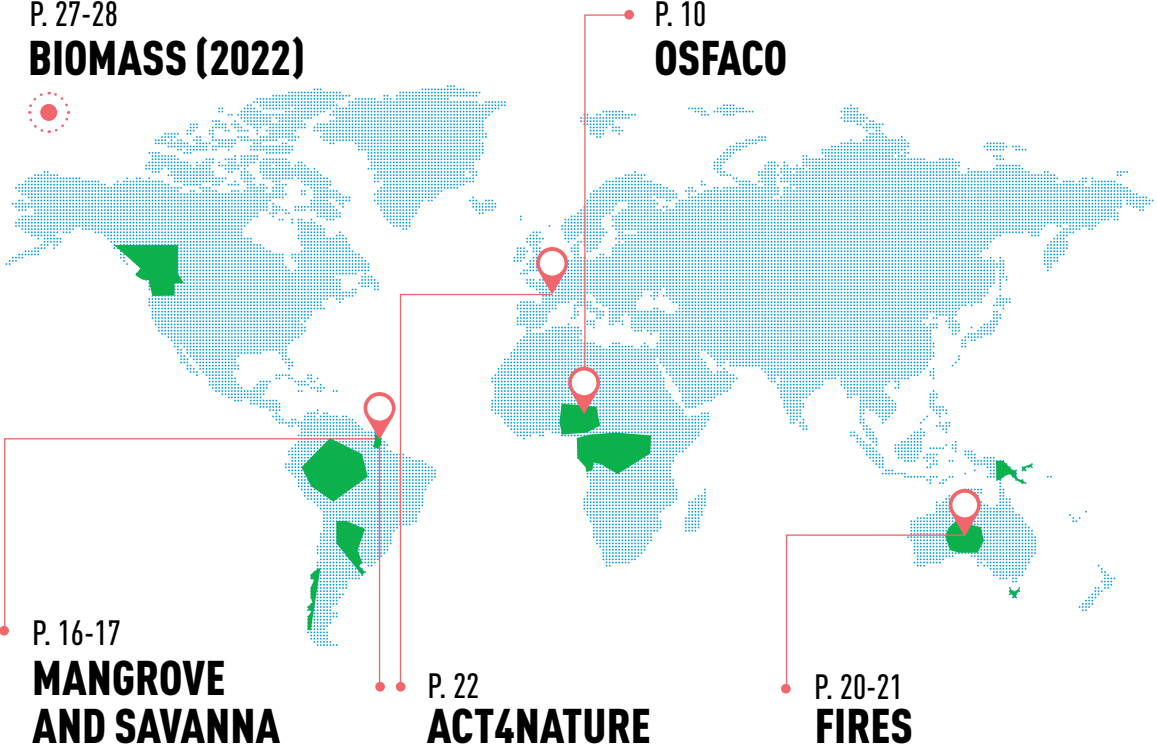 P. 27-28
BIOMASS (2022)
P. 10
OSFACO
P. 16-17
MANGROVE
AND SAVANNA
P. 22
ACT4NATURE
P. 20-21
FIRES